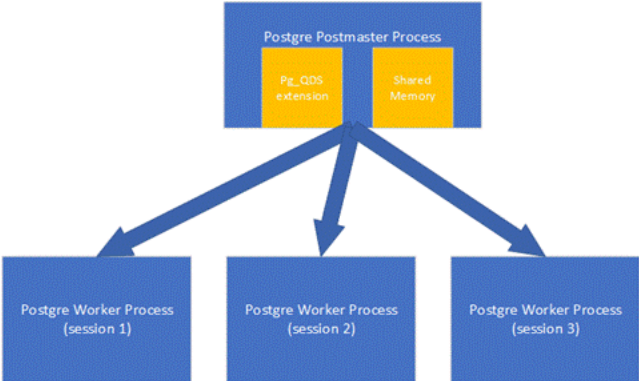 Postgre Postmaster Process
Pg_QDS
extension
Shared
Memory
Postgre Worker Process
(session 1)
Postgre Worker Process
(session 2)
Postgre Worker Process
(session 3)